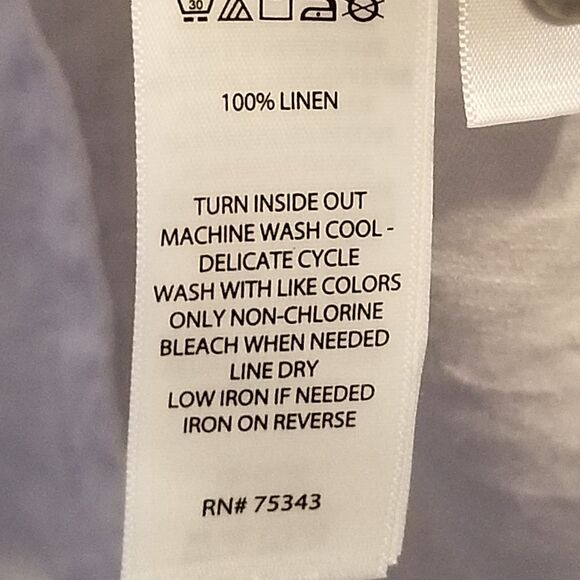 30
100% LINEN
TURN INSIDE OUT
MACHINE WASH COOL -
DELICATE CYCLE
WASH WITH LIKE COLORS
ONLY NON-CHLORINE
BLEACH WHEN NEEDED
LINE DRY
LOW IRON IF NEEDED
IRON ON REVERSE
RN# 75343